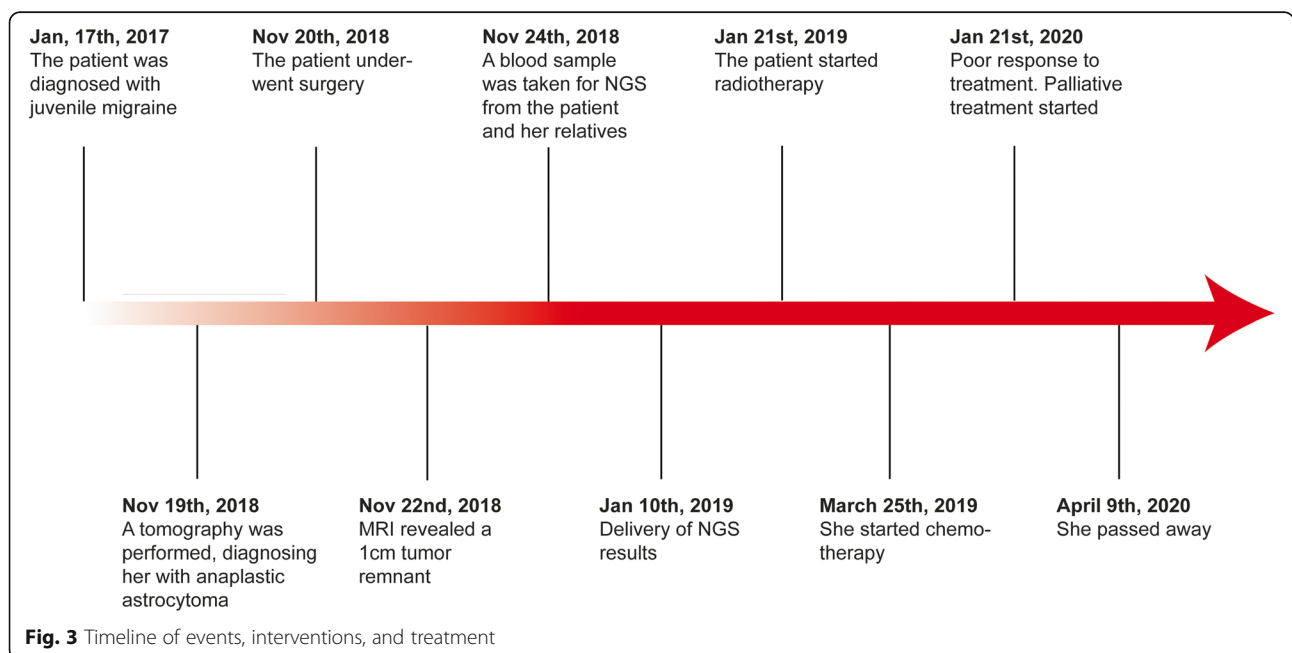 Jan, 17th, 2017
The patient was
diagnosed with
juvenile migraine
Nov 20th, 2018
The patient under-
went surgery
Nov 24th, 2018
A blood sample
was taken for NGS
from the patient
and her relatives
Jan 21st, 2019
The patient started
radiotherapy
Jan 21st, 2020
Poor response to
treatment. Palliative
treatment started
Nov 19th, 2018
A tomography was
performed, diagnosing
her with anaplastic
astrocytoma
Nov 22nd, 2018
MRI revealed a
1cm tumor
remnant
Jan 10th, 2019
Delivery of NGS
results
March 25th, 2019
She started chemo-
therapy
April 9th, 2020
She passed away
Fig. 3 Timeline of events, interventions, and treatment